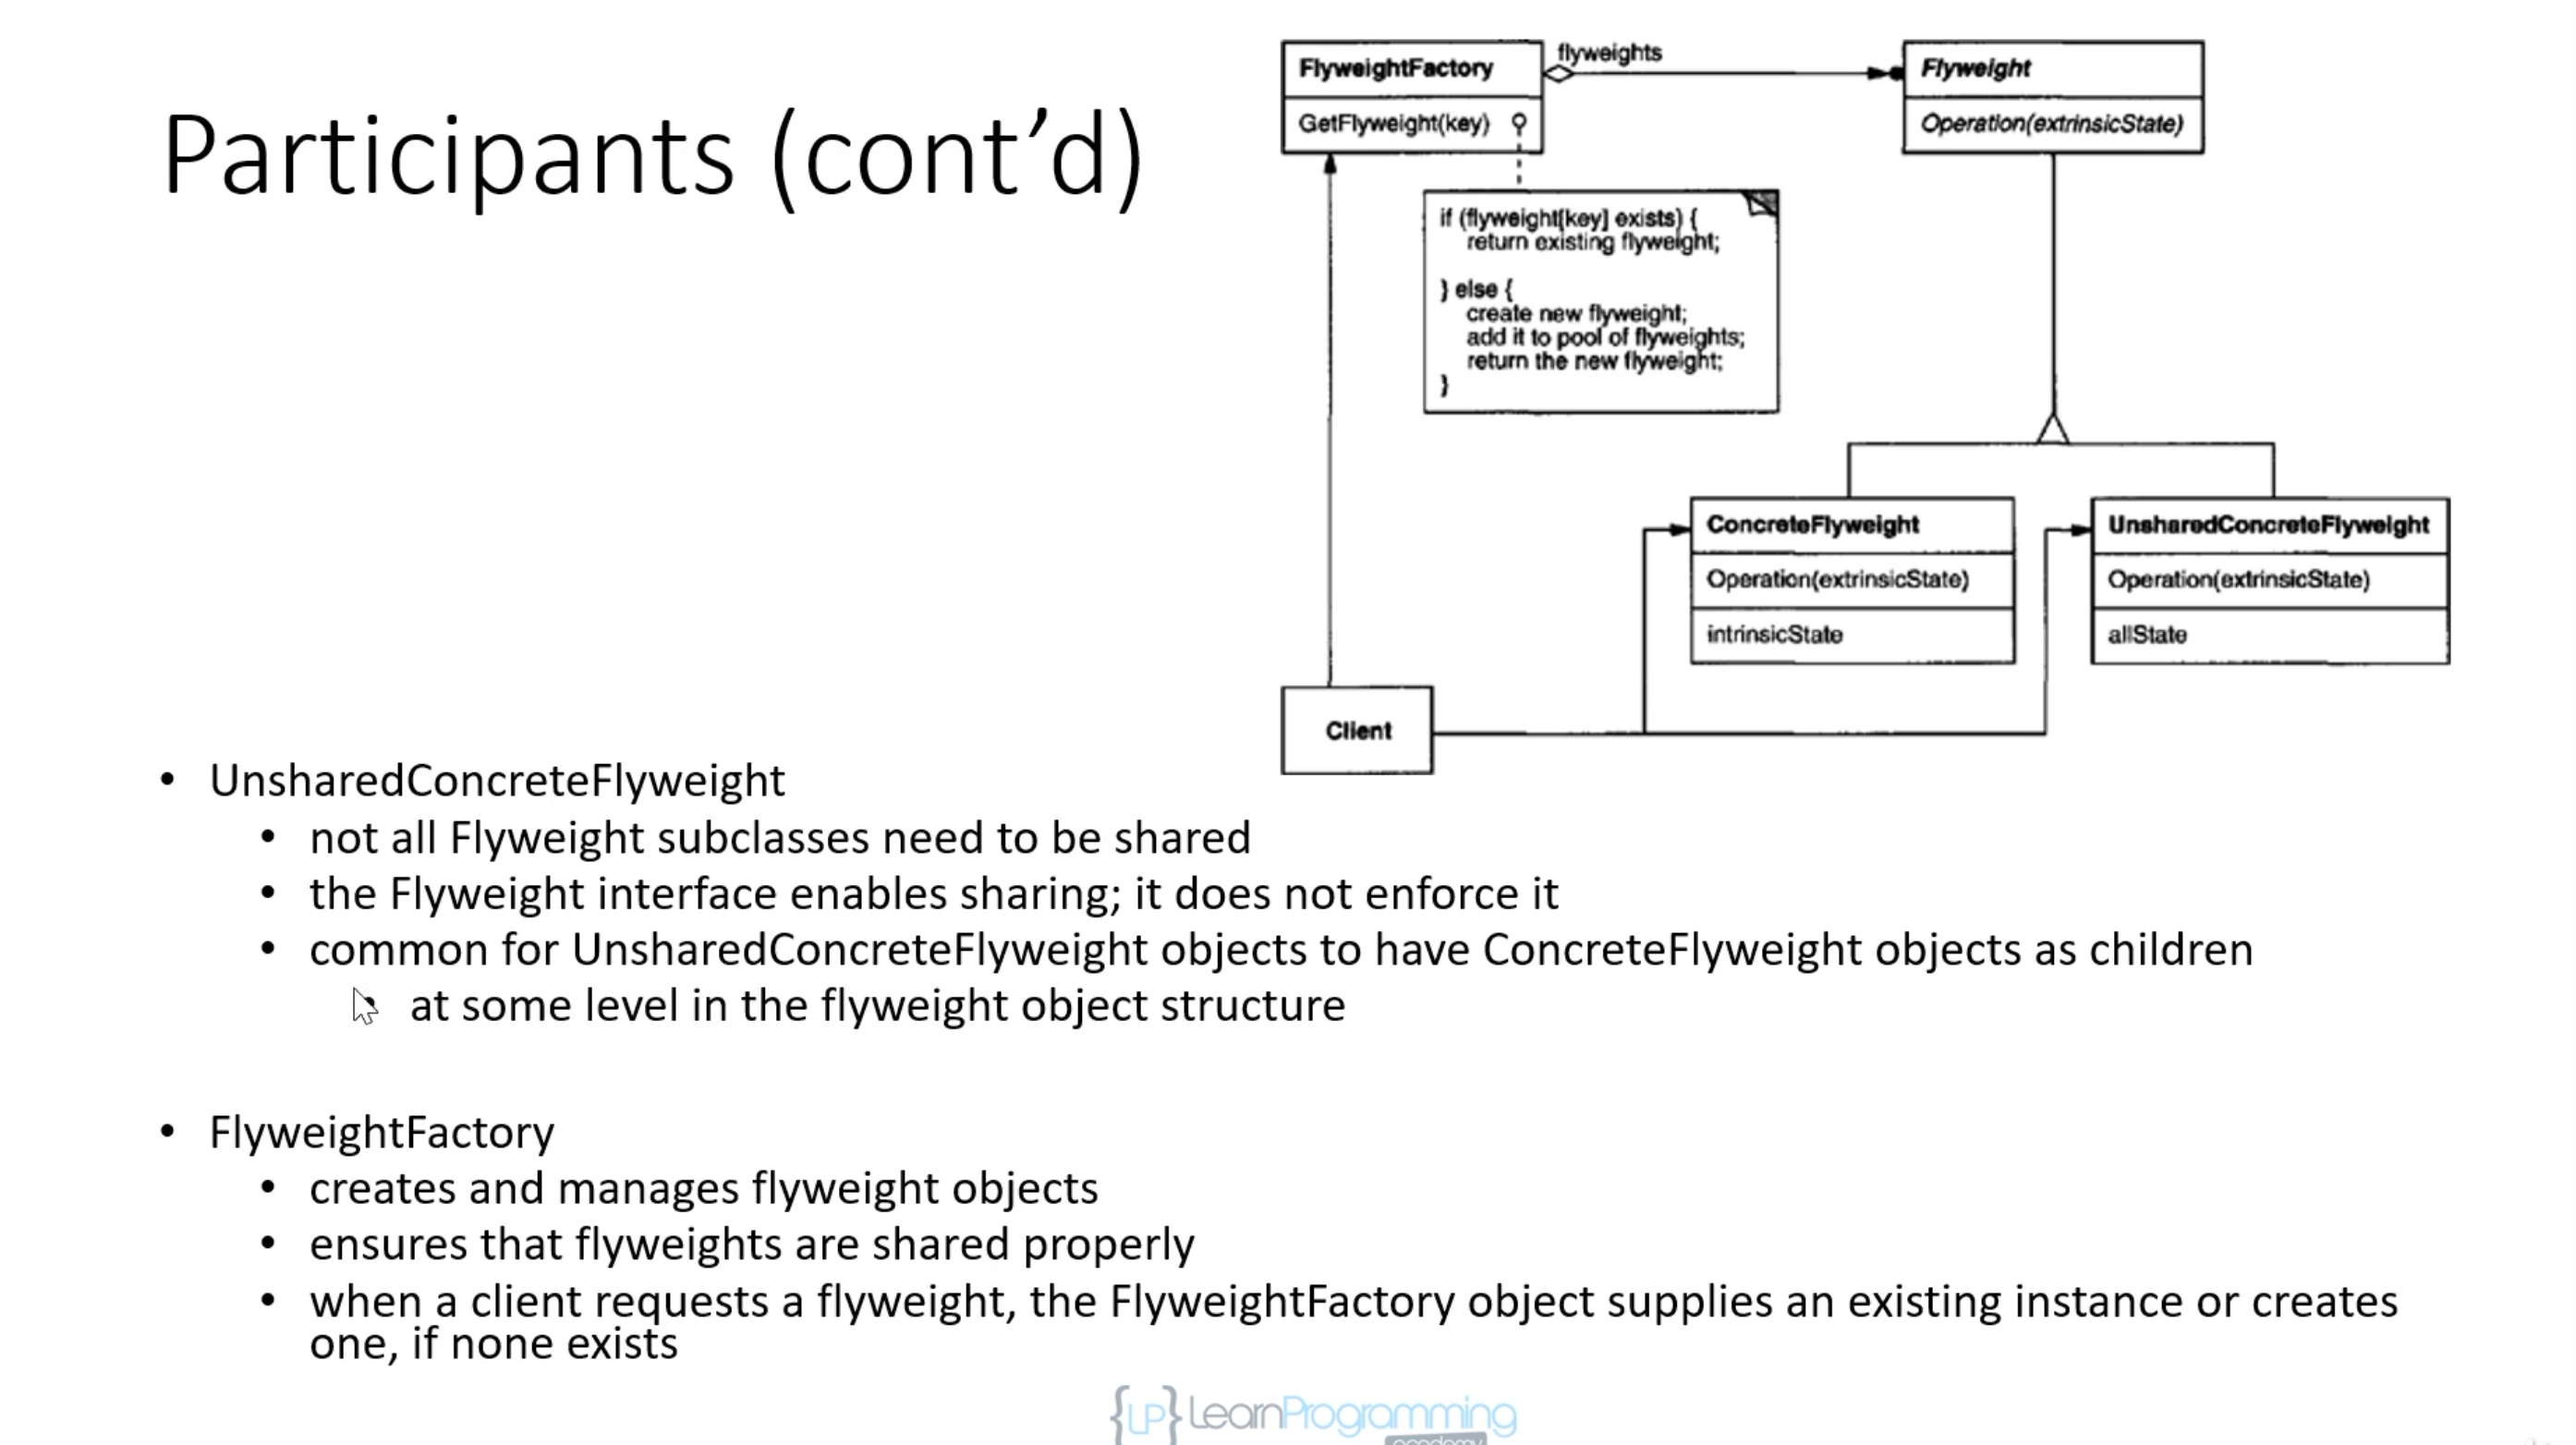 Participants (cont’d)
FlyweightFactory
GetFlyweight(key)
flyweights
Flyweight
Operation(extrinsicState)
if (flyweight[key] exists) {
return existing flyweight;
} else {
create new flyweight;
add it to pool of flyweights;
return the new flyweight;
}
ConcreteFlyweight
Operation(extrinsicState)
intrinsicState
UnsharedConcreteFlyweight
Operation(extrinsicState)
allState
Client
• UnsharedConcreteFlyweight
• not all Flyweight subclasses need to be shared
• the Flyweight interface enables sharing; it does not enforce it
• common for UnsharedConcreteFlyweight objects to have ConcreteFlyweight objects as children
• at some level in the flyweight object structure
• FlyweightFactory
• creates and manages flyweight objects
• ensures that flyweights are shared properly
• when a client requests a flyweight, the FlyweightFactory object supplies an existing instance or creates
one, if none exists
{LP} LearnProgramming
academy